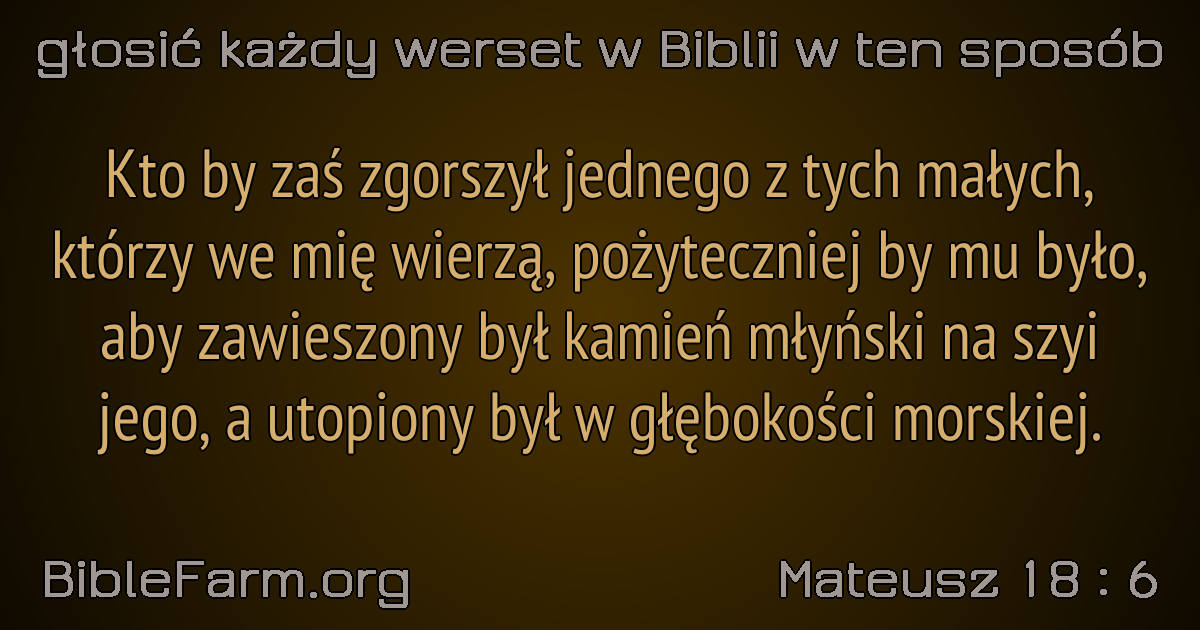 głosić każdy werset w Biblii w ten sposób
Kto by zaś zgorszył jednego z tych małych,
którzy we mię wierzą, pożyteczniej by mu było,
aby zawieszony był kamień młyński na szyi
jego, a utopiony był w głębokości morskiej.
BibleFarm.org
Mateusz 18 : 6